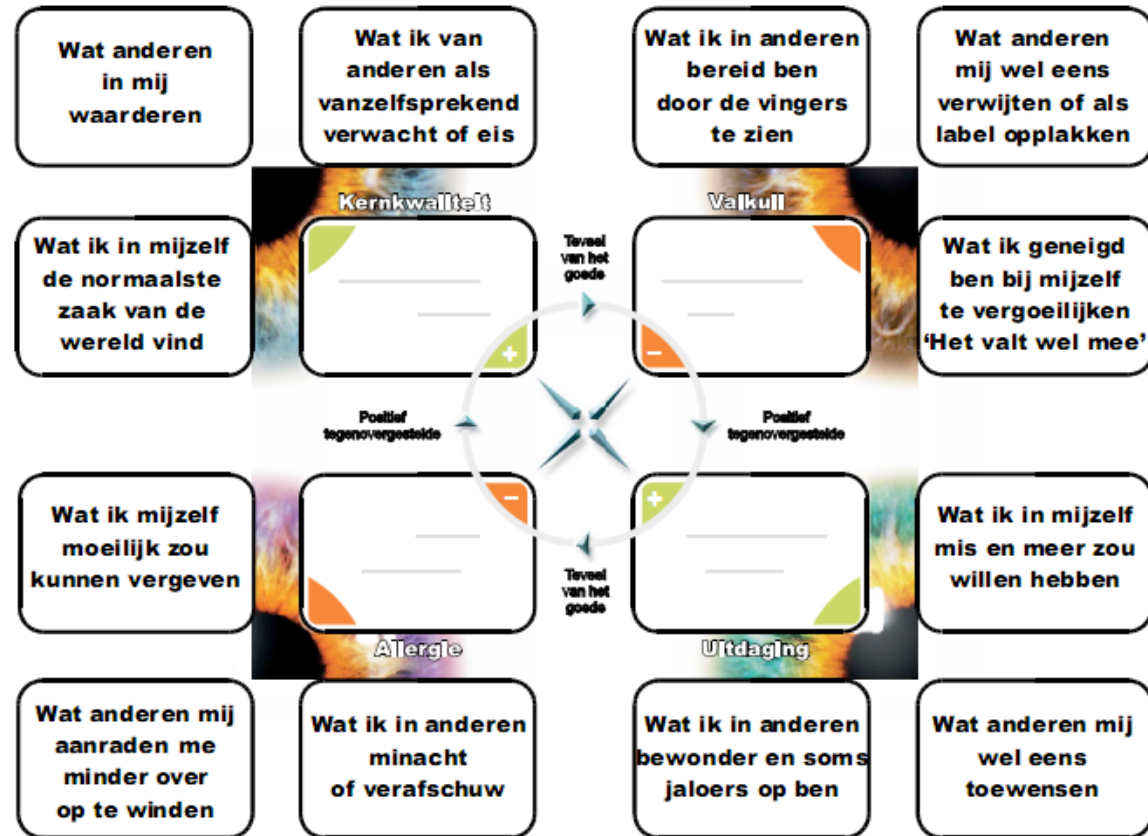 Wat anderen
in mij
waarderen
Wat ik van
anderen als
vanzelfsprekend
verwacht of eis
Wat ik in anderen
bereid ben
door de vingers
te zien
Wat anderen
mij wel eens
verwijten of als
label opplakken
Kernkwaliteit
Valkuil
Wat ik in mijzelf
de normaalste
zaak van de
wereld vind
Teveel
van het
goede
Wat ik geneigd
ben bij mijzelf
te vergoeilijken
‘Het valt wel mee’
+
–
Positief
tegenovergestelde
Positief
tegenovergestelde
Wat ik mijzelf
moeilijk zou
kunnen vergeven
–
+
Teveel
van het
goede
Wat ik in mijzelf
mis en meer zou
willen hebben
Allergie
Uitdaging
Wat anderen mij
aanraden me
minder over
op te winden
Wat ik in anderen
minacht
of verafschuw
Wat ik in anderen
bewonder en soms
jaloers op ben
Wat anderen mij
wel eens
toewensen